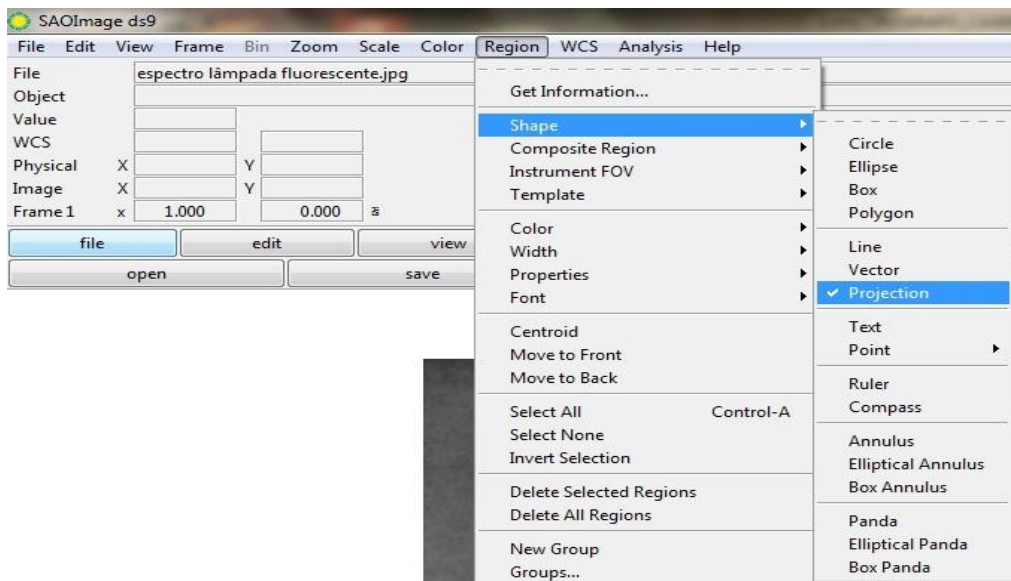 SAOImage ds9
File Edit View Frame Bin Zoom Scale Color Region WCS Analysis Help
File espectro lâmpada fluorescente.jpg
Object
Value
WCS
Physical X Y
Image X Y
Frame 1 x 1.000 0.000
file edit view
open save
Get Information...
Shape
Composite Region
Instrument FOV
Template
Color
Width
Properties
Font
Centroid
Move to Front
Move to Back
Select All Control-A
Select None
Invert Selection
Delete Selected Regions
Delete All Regions
New Group
Groups...
Circle
Ellipse
Box
Polygon
Line
Vector
Projection
Text
Point
Ruler
Compass
Annulus
Elliptical Annulus
Box Annulus
Panda
Elliptical Panda
Box Panda